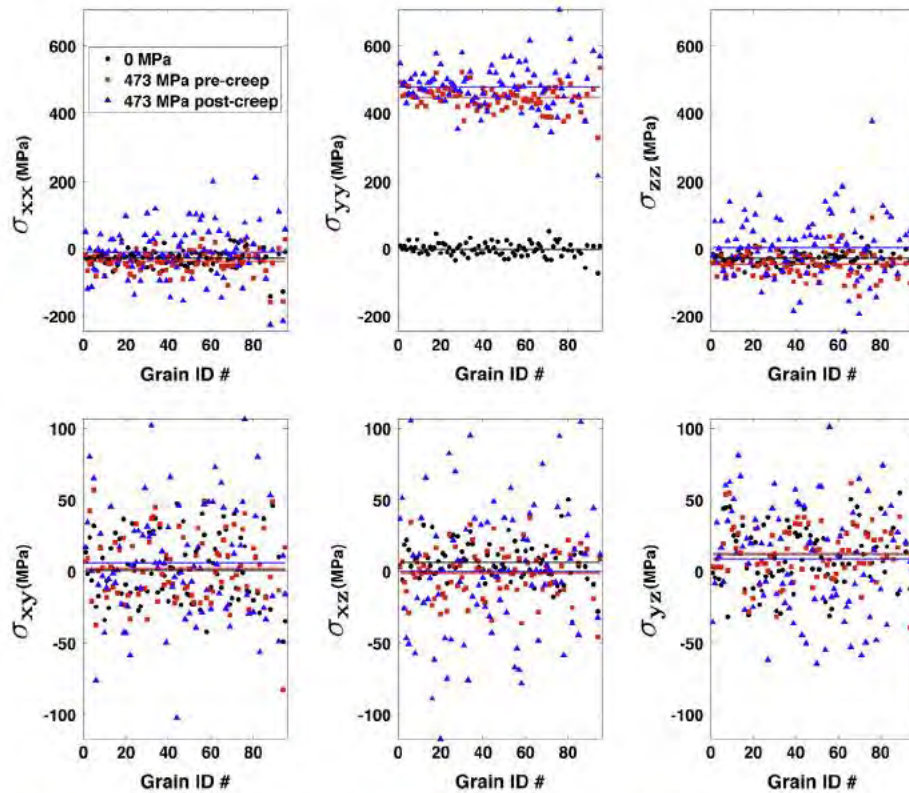 600
400
200
0
-200
σxx (MPa)
0 MPa
473 MPa pre-creep
473 MPa post-creep
0 20 40 60 80
Grain ID #
600
400
200
0
-200
σyy (MPa)
0 20 40 60 80
Grain ID #
600
400
200
0
-200
σzz (MPa)
0 20 40 60 80
Grain ID #
100
50
0
-50
-100
σxy (MPa)
0 20 40 60 80
Grain ID #
100
50
0
-50
-100
σxz (MPa)
0 20 40 60 80
Grain ID #
100
50
0
-50
-100
σyz (MPa)
0 20 40 60 80
Grain ID #